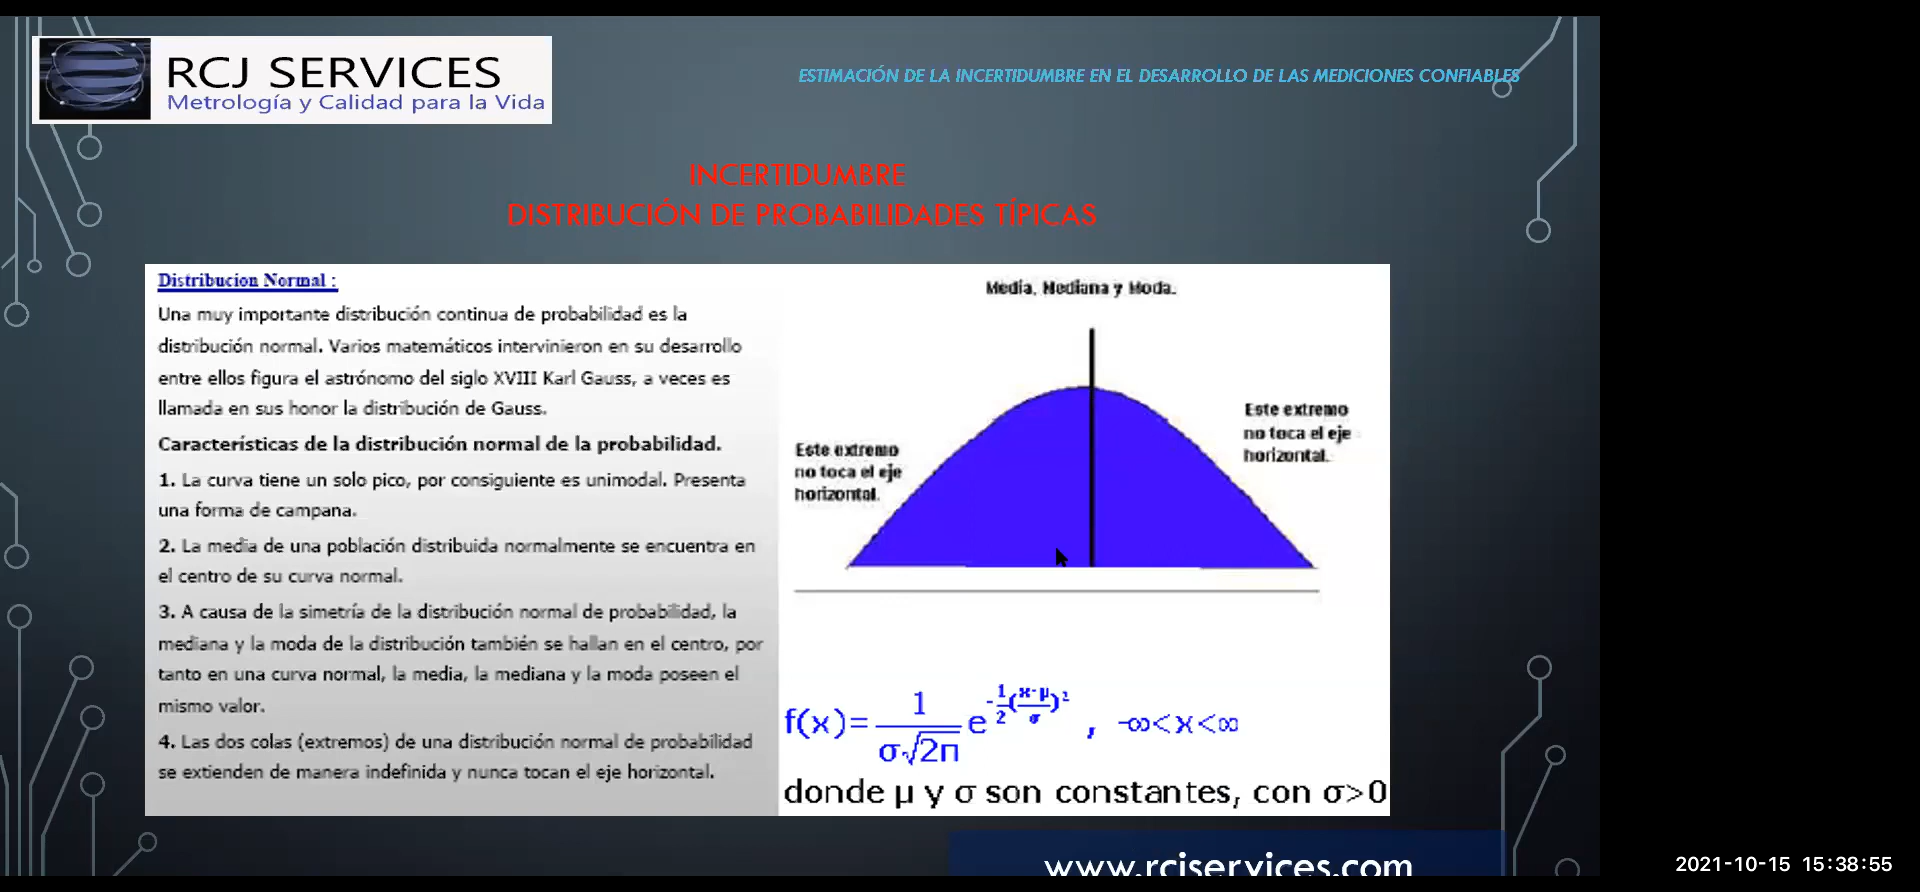 RCJ SERVICES
Metrología y Calidad para la Vida
ESTIMACIÓN DE LA INCERTIDUMBRE EN EL DESARROLLO DE LAS MEDICIONES CONFIABLES
INCERTIDUMBRE
DISTRIBUCIÓN DE PROBABILIDADES TÍPICAS
Distribucion Normal :
Una muy importante distribución continua de probabilidad es la
distribución normal. Varios matemáticos intervinieron en su desarrollo
entre ellos figura el astrónomo del siglo XVIII Karl Gauss, a veces es
llamada en sus honor la distribución de Gauss.
Características de la distribución normal de la probabilidad.
1. La curva tiene un solo pico, por consiguiente es unimodal. Presenta
una forma de campana.
2. La media de una población distribuida normalmente se encuentra en
el centro de su curva normal.
3. A causa de la simetría de la distribución normal de probabilidad, la
mediana y la moda de la distribución también se hallan en el centro, por
tanto en una curva normal, la media, la mediana y la moda poseen el
mismo valor.
4. Las dos colas (extremos) de una distribución normal de probabilidad
se extienden de manera indefinida y nunca tocan el eje horizontal.
Media, Mediana y Moda.
Este extremo
no toca el eje
horizontal.
Este extremo
no toca el eje
horizontal.
f(x)= 1/(σ√2π) e^(-1/2((x-μ)/σ)²) , -∞<x<∞
donde μ y σ son constantes, con σ>0
www.rcjservices.com
2021-10-15 15:38:55